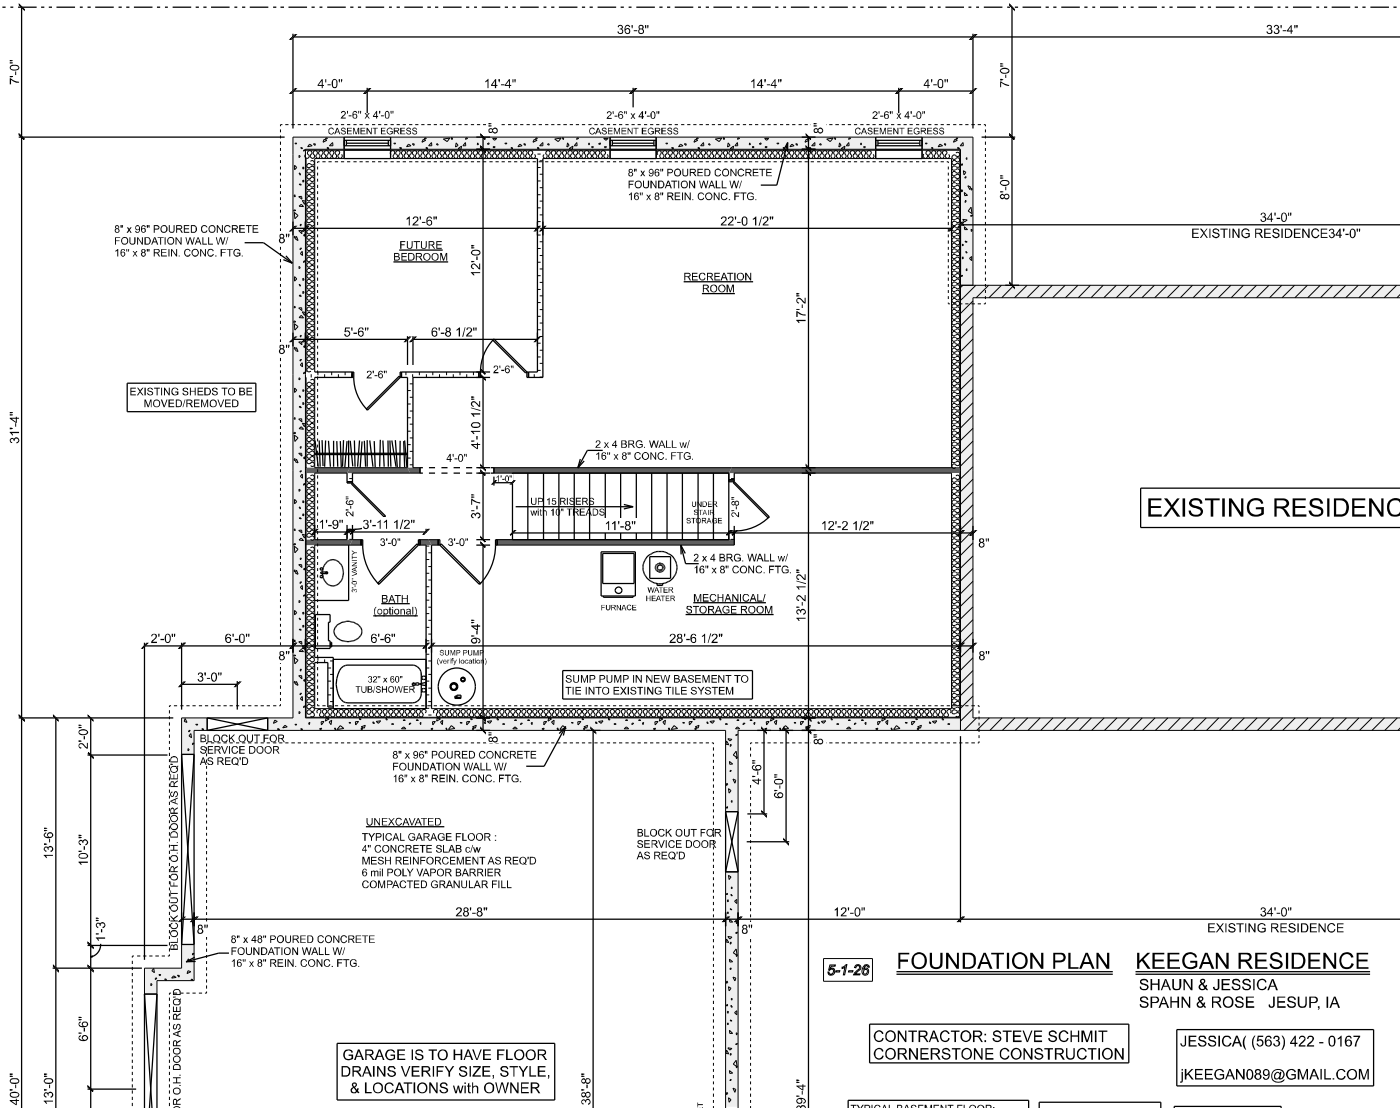 36'-8"
33'-4"
7'-0"
4'-0"
14'-4"
14'-4"
4'-0"
7'-0"
2'-6" x 4'-0"
CASEMENT EGRESS
8"
2'-6" x 4'-0"
CASEMENT EGRESS
8"
2'-6" x 4'-0"
CASEMENT EGRESS
8" x 96" POURED CONCRETE
FOUNDATION WALL W/
16" x 8" REIN. CONC. FTG.
8'-0"
8" x 96" POURED CONCRETE
FOUNDATION WALL W/
16" x 8" REIN. CONC. FTG.
8"
12'-6"
22'-0 1/2"
34'-0"
EXISTING RESIDENCE34'-0"
FUTURE
BEDROOM
12'-0"
RECREATION
ROOM
17'-2"
8"
5'-6"
6'-8 1/2"
2'-6"
2'-6"
EXISTING SHEDS TO BE
MOVED/REMOVED
31'-4"
4'-10 1/2"
2 x 4 BRG. WALL w/
16" x 8" CONC. FTG.
4'-0"
1'-0"
2'-6"
3'-7"
UP 15 RISERS
with 10" TREADS
UNDER
STAIR
STORAGE
2'-8"
EXISTING RESIDENC
1'-9"
3'-11 1/2"
11'-8"
12'-2 1/2"
3'-0"
3'-0"
8"
2 x 4 BRG. WALL w/
16" x 8" CONC. FTG.
3'-0" VANITY
BATH
(optional)
FURNACE
WATER
HEATER
MECHANICAL/
STORAGE ROOM
13'-2 1/2"
2'-0"
6'-0"
8"
6'-6"
9'-4"
28'-6 1/2"
8"
SUMP PUMP
(verify location)
3'-0"
32" x 60"
TUB/SHOWER
SUMP PUMP IN NEW BASEMENT TO
TIE INTO EXISTING TILE SYSTEM
2'-0"
BLOCK OUT FOR
SERVICE DOOR
AS REQ'D
8"
8"
8" x 96" POURED CONCRETE
FOUNDATION WALL W/
16" x 8" REIN. CONC. FTG.
4'-6"
6'-0"
13'-6"
10'-3"
BLOCK OUT FOR O.H. DOOR AS REQ'D
UNEXCAVATED
TYPICAL GARAGE FLOOR :
4" CONCRETE SLAB c/w
MESH REINFORCEMENT AS REQ'D
6 mil POLY VAPOR BARRIER
COMPACTED GRANULAR FILL
BLOCK OUT FOR
SERVICE DOOR
AS REQ'D
1'-3"
8"
28'-8"
8"
12'-0"
34'-0"
EXISTING RESIDENCE
8" x 48" POURED CONCRETE
FOUNDATION WALL W/
16" x 8" REIN. CONC. FTG.
5-1-26
FOUNDATION PLAN
KEEGAN RESIDENCE
SHAUN & JESSICA
SPAHN & ROSE JESUP, IA
6'-6"
OR O.H. DOOR AS REQ'D
GARAGE IS TO HAVE FLOOR
DRAINS VERIFY SIZE, STYLE,
& LOCATIONS with OWNER
CONTRACTOR: STEVE SCHMIT
CORNERSTONE CONSTRUCTION
JESSICA( (563) 422 - 0167
jKEEGAN089@GMAIL.COM
40'-0"
13'-0"
38'-8"
39'-4"
TYPICAL BASEMENT FLOOR: